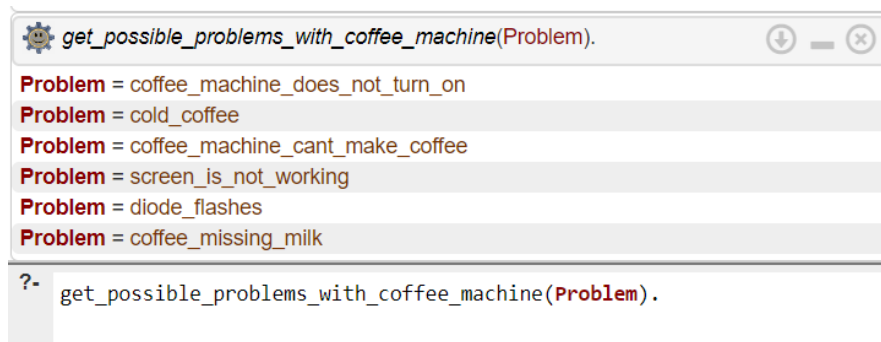 get_possible_problems_with_coffee_machine(Problem).
Problem = coffee_machine_does_not_turn_on
Problem = cold_coffee
Problem = coffee_machine_cant_make_coffee
Problem = screen_is_not_working
Problem = diode_flashes
Problem = coffee_missing_milk
?- get_possible_problems_with_coffee_machine(Problem).